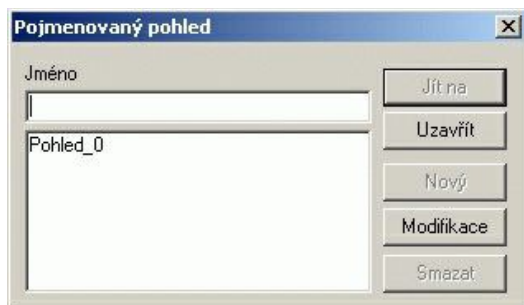 Pojmenovaný pohled
Jméno
Pohled_0
Jít na
Uzavřít
Nový
Modifikace
Smazat